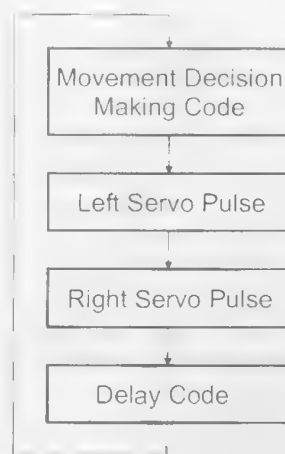 Movement Decision
Making Code
Left Servo Pulse
Right Servo Pulse
Delay Code